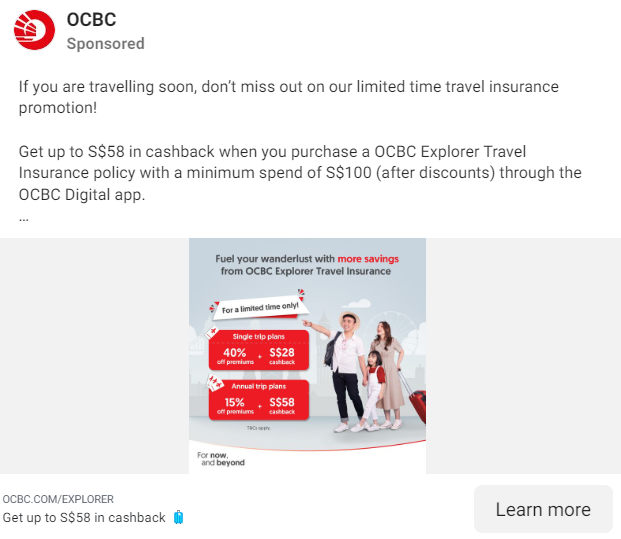 OCBC
Sponsored
If you are travelling soon, don’t miss out on our limited time travel insurance
promotion!
Get up to S$58 in cashback when you purchase a OCBC Explorer Travel
Insurance policy with a minimum spend of S$100 (after discounts) through the
OCBC Digital app.
...
Fuel your wanderlust with more savings
from OCBC Explorer Travel Insurance
For a limited time only!
Single trip plans
40% + S$28
off premiums cashback
Annual trip plans
15% + S$58
off premiums cashback
T&Cs apply.
For now,
and beyond
OCBC.COM/EXPLORER
Get up to S$58 in cashback
Learn more